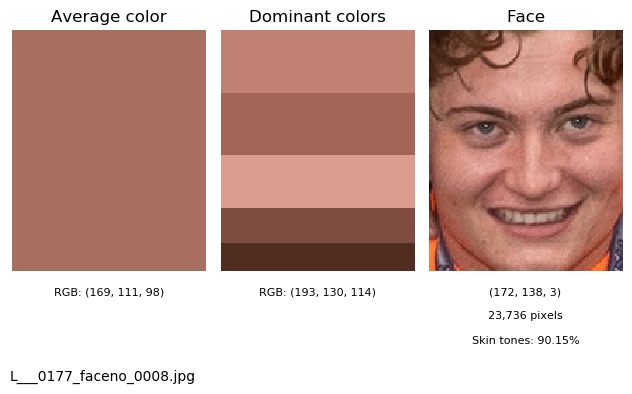 Average color
Dominant colors
Face
RGB: (169, 111, 98)
RGB: (193, 130, 114)
(172, 138, 3)
23,736 pixels
Skin tones: 90.15%
L___0177_faceno_0008.jpg